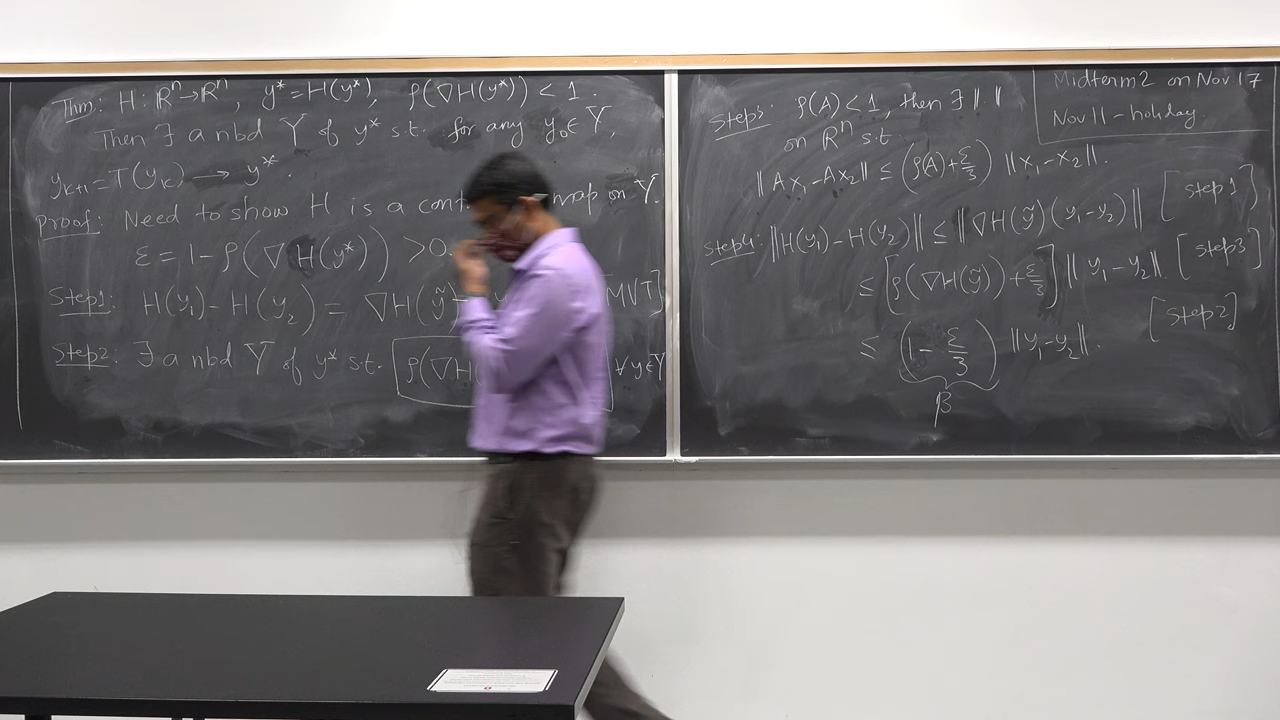 Thm: H: ℝⁿ→ℝⁿ, y*=H(y*), ρ(∇H(y*)) < 1.
Then ∃ a nbd Y of y* s.t. for any y₀∈Y,
y_{k+1}=T(y_k) → y*.
Proof: Need to show H is a cont map on Y.
ε = 1-ρ(∇H(y*)) >0.
Step1: H(y₁)-H(y₂) = ∇H(ỹ MVT]
Step2: ∃ a nbd Y of y* s.t. ρ(∇H ∀y∈Y
Step3: ρ(A)<1, then ∃ ‖.‖
on ℝⁿ s.t
‖Ax₁-Ax₂‖ ≤ (ρ(A)+ε/3) ‖x₁-x₂‖.
Step4: ‖H(y₁)-H(y₂)‖ ≤ ‖∇H(ỹ)(y₁-y₂)‖ [step1]
≤ [ρ(∇H(ỹ))+ε/3]‖y₁-y₂‖. [step3]
≤ (1-ε/3) ‖y₁-y₂‖. [step2]
β
Midterm2 on Nov 17
Nov 11 - holiday.